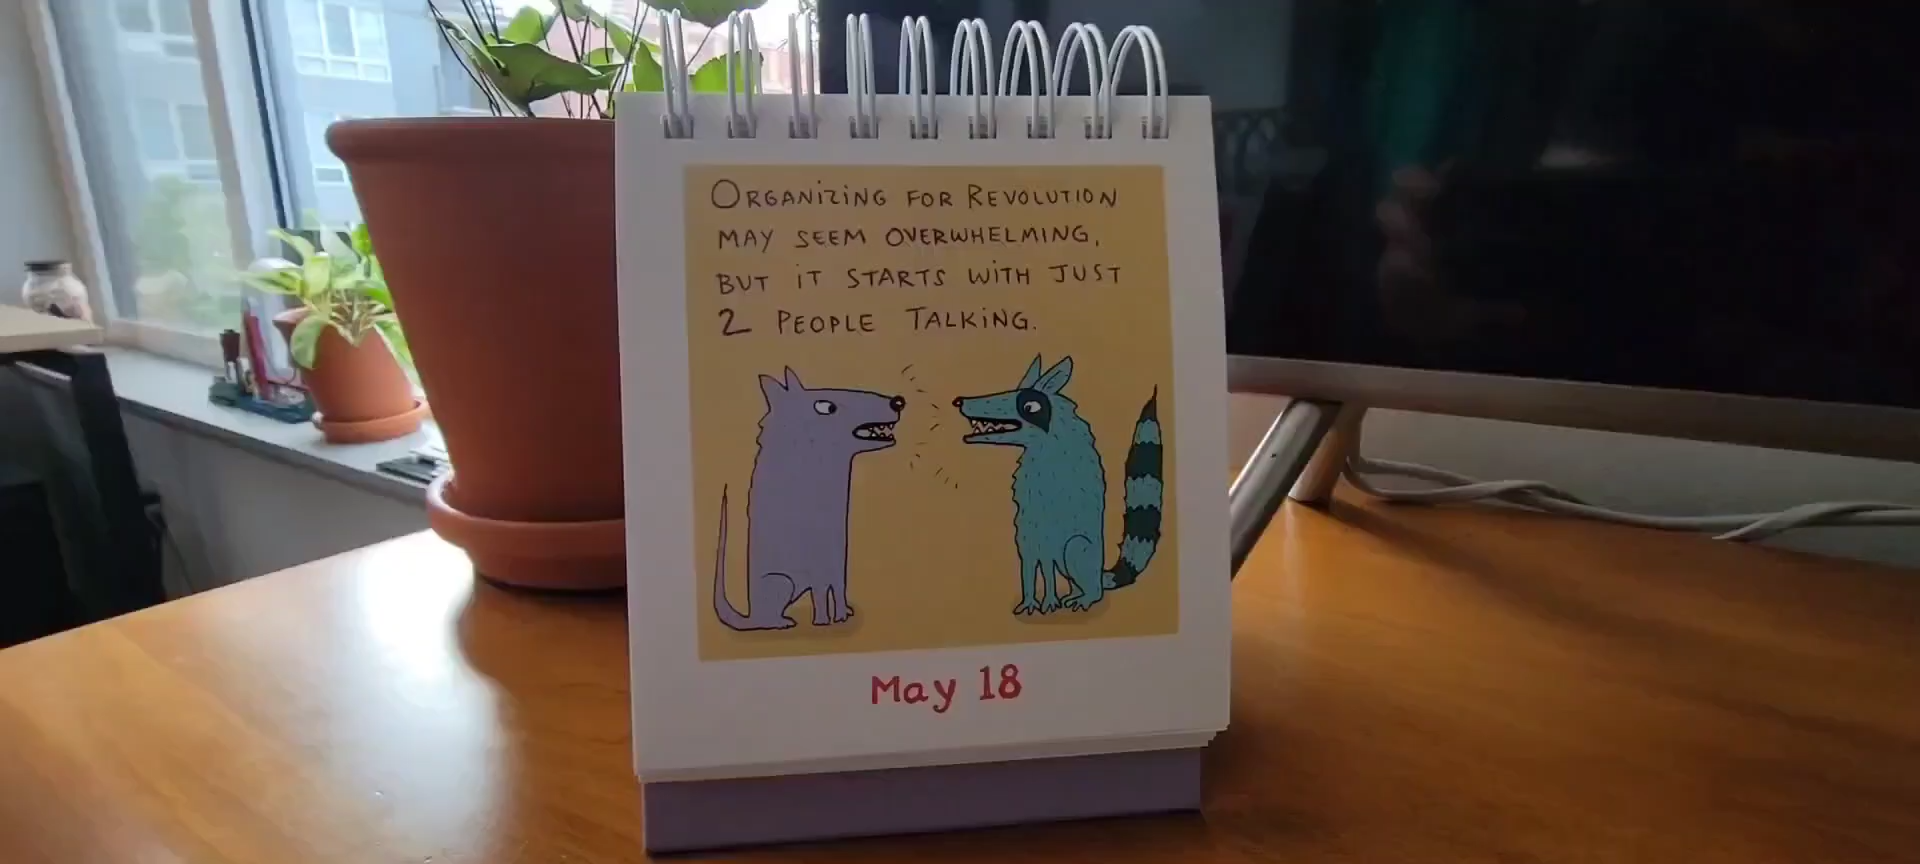 ORGANIZING FOR REVOLUTION
MAY SEEM OVERWHELMING,
BUT IT STARTS WITH JUST
2 PEOPLE TALKING.
May 18